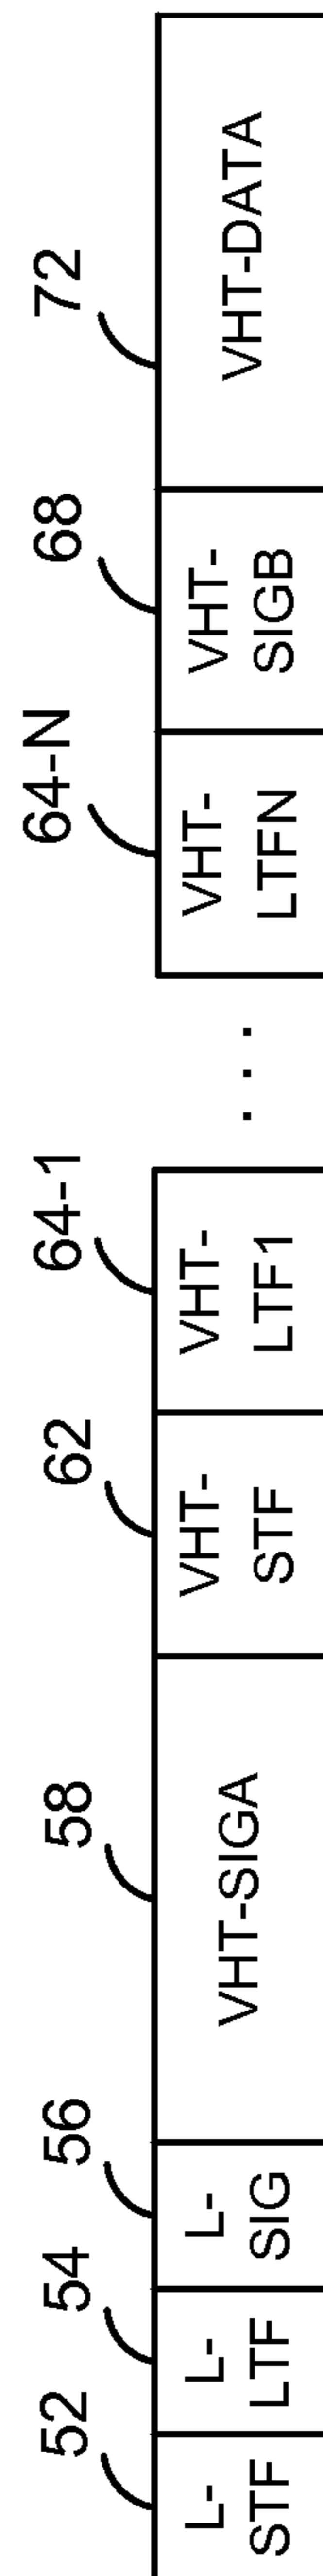 52
54
56
58
62
64-1
64-N
68
72
L-
STF
L-
LTF
L-
SIG
VHT-SIGA
VHT-
STF
VHT-
LTF1
. . .
VHT-
LTFN
VHT-
SIGB
VHT-DATA